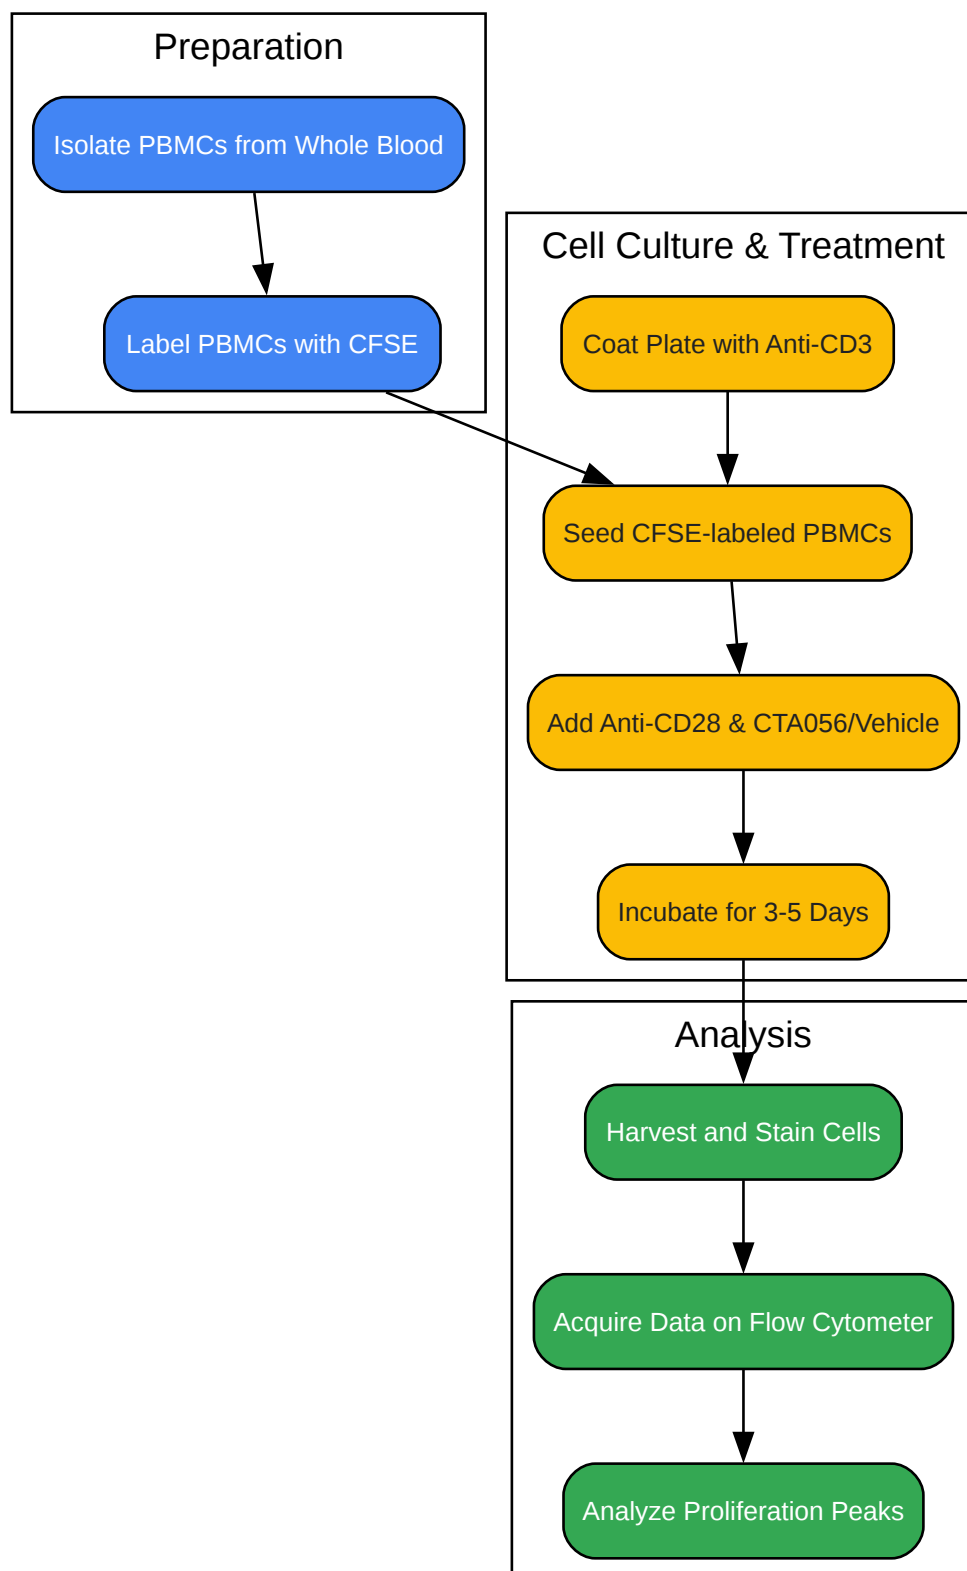 Preparation
Isolate PBMCs from Whole Blood
Label PBMCs with CFSE
Cell Culture & Treatment
Coat Plate with Anti-CD3
Seed CFSE-labeled PBMCs
Add Anti-CD28 & CTA056/Vehicle
Incubate for 3-5 Days
Analysis
Harvest and Stain Cells
Acquire Data on Flow Cytometer
Analyze Proliferation Peaks